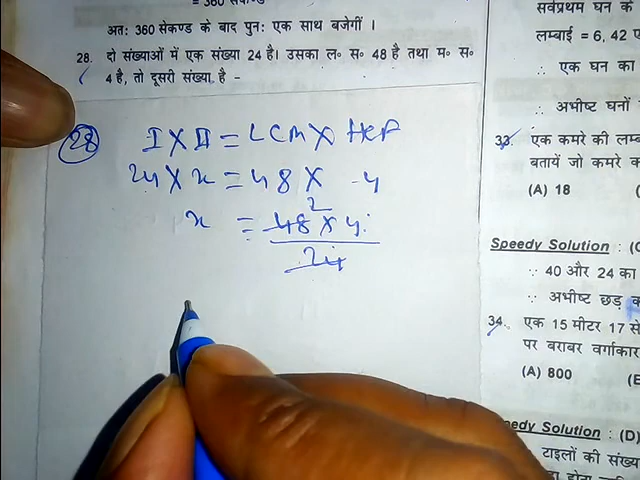 = 360 सेकण्ड
अतः 360 सेकण्ड के बाद पुनः एक साथ बजेगीं ।
28. दो संख्याओं में एक संख्या 24 है। उसका ल॰ स॰ 48 है तथा म॰ स॰
4 है, तो दूसरी संख्या है -
28 I X II = LCM X HCF
24 X x = 48 X 4
2
x = 48 X 4
24
सर्वप्रथम घन के
लम्बाई = 6, 42
∴ एक घन का
∴ अभीष्ट घनों
33. एक कमरे की लम्ब
बतायें जो कमरे क
(A) 18
Speedy Solution : (
∵ 40 और 24 का
∵ अभीष्ट छड़
34. एक 15 मीटर 17 से
पर बराबर वर्गाकार
(A) 800
eedy Solution : (D)
टाइलों की संख्य